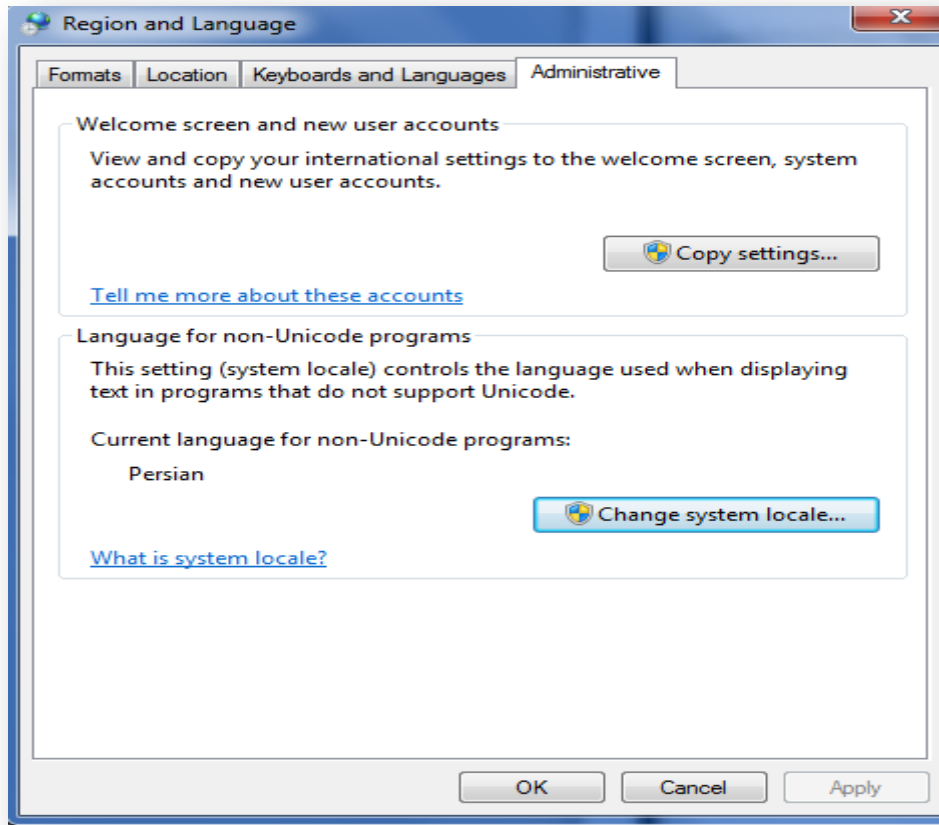 Region and Language
Formats Location Keyboards and Languages Administrative
Welcome screen and new user accounts
View and copy your international settings to the welcome screen, system
accounts and new user accounts.
Copy settings...
Tell me more about these accounts
Language for non-Unicode programs
This setting (system locale) controls the language used when displaying
text in programs that do not support Unicode.
Current language for non-Unicode programs:
Persian
Change system locale...
What is system locale?
OK Cancel Apply